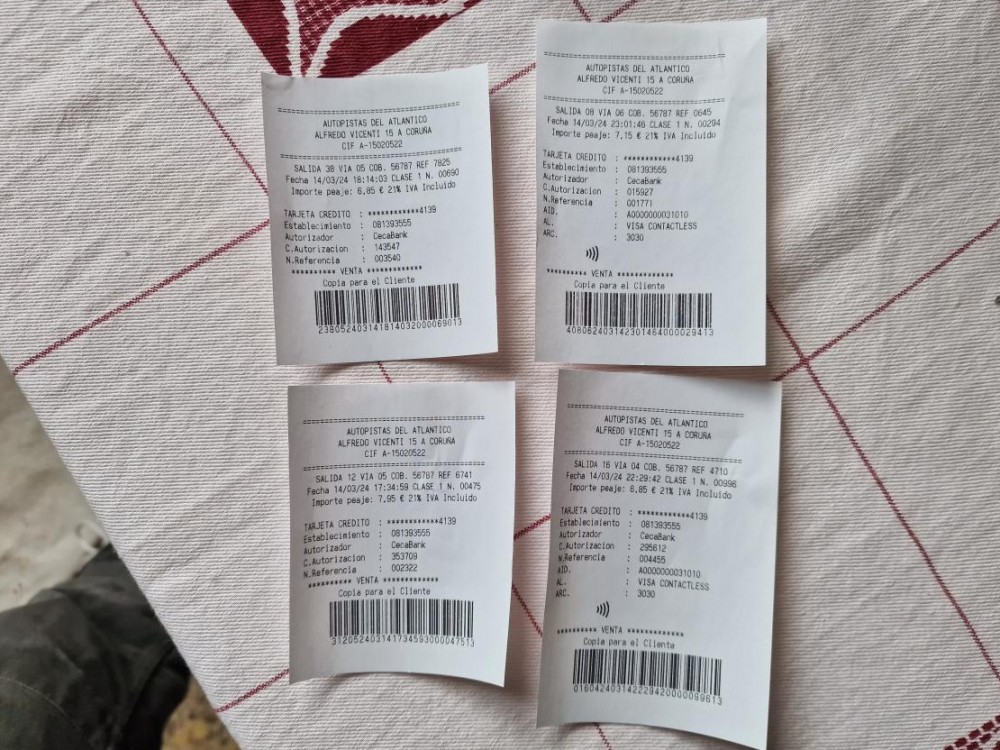 ==============================
AUTOPISTAS DEL ATLANTICO
ALFREDO VICENTI 15 A CORUÑA
CIF A-15020522
==============================
SALIDA 38 VIA 05 COB. 56787 REF 7825
Fecha 14/03/24 18:14:03 CLASE 1 N. 00690
Importe peaje: 6,85 € 21% IVA Incluido
TARJETA CREDITO : ************4139
Establecimiento : 081393555
Autorizador : CecaBank
C.Autorizacion : 143547
N.Referencia : 003540
********** VENTA *************
Copia para el Cliente
238052403141814032000069013
==============================
AUTOPISTAS DEL ATLANTICO
ALFREDO VICENTI 15 A CORUÑA
CIF A-15020522
==============================
SALIDA 08 VIA 06 COB. 56787 REF 0645
Fecha 14/03/24 23:01:46 CLASE 1 N. 00294
Importe peaje: 7,15 € 21% IVA Incluido
TARJETA CREDITO : ************4139
Establecimiento : 081393555
Autorizador : CecaBank
C.Autorizacion : 015927
N.Referencia : 001771
AID. : A0000000031010
AL. : VISA CONTACTLESS
ARC. : 3030
********** VENTA *************
Copia para el Cliente
40806240314230146400029413
==============================
AUTOPISTAS DEL ATLANTICO
ALFREDO VICENTI 15 A CORUÑA
CIF A-15020522
==============================
SALIDA 12 VIA 05 COB. 56787 REF 6741
Fecha 14/03/24 17:34:59 CLASE 1 N. 00475
Importe peaje: 7,95 € 21% IVA Incluido
TARJETA CREDITO : ************4139
Establecimiento : 081393555
Autorizador : CecaBank
C.Autorizacion : 353709
N.Referencia : 002322
********** VENTA *************
Copia para el Cliente
31205240314173459300047513
==============================
AUTOPISTAS DEL ATLANTICO
ALFREDO VICENTI 15 A CORUÑA
CIF A-15020522
==============================
SALIDA 16 VIA 04 COB. 56787 REF 4710
Fecha 14/03/24 22:29:42 CLASE 1 N. 00996
Importe peaje: 6,85 € 21% IVA Incluido
TARJETA CREDITO : ************4139
Establecimiento : 081393555
Autorizador : CecaBank
C.Autorizacion : 295612
N.Referencia : 004455
AID. : A0000000031010
AL. : VISA CONTACTLESS
ARC. : 3030
********** VENTA *************
Copia para el Cliente
01604240314222942000099613